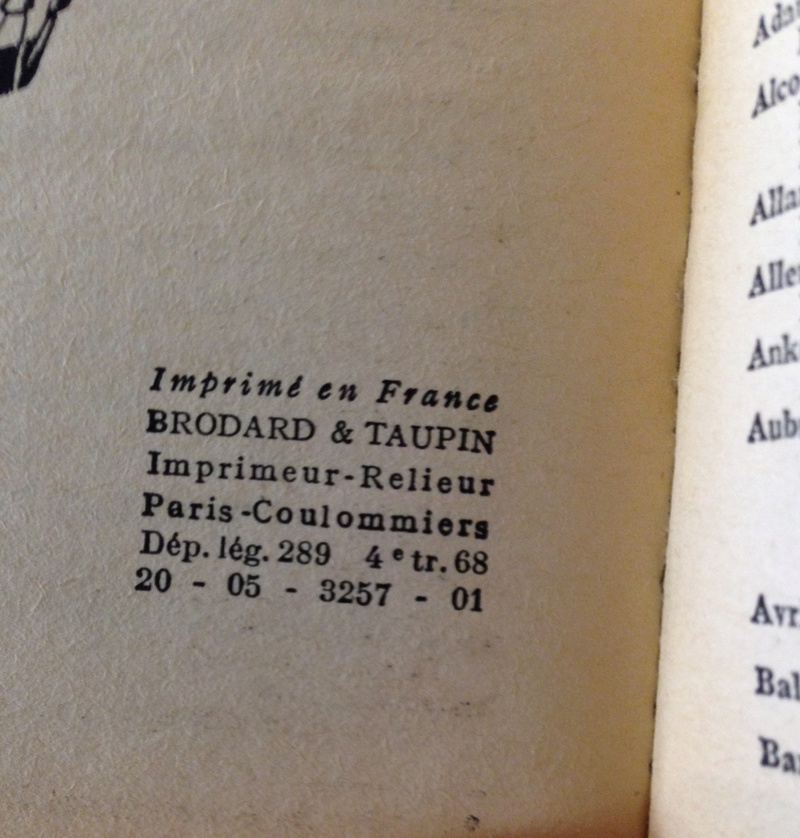 Imprimé en France
BRODARD & TAUPIN
Imprimeur-Relieur
Paris-Coulommiers
Dép. lég. 289 4e tr. 68
20 - 05 - 3257 - 01